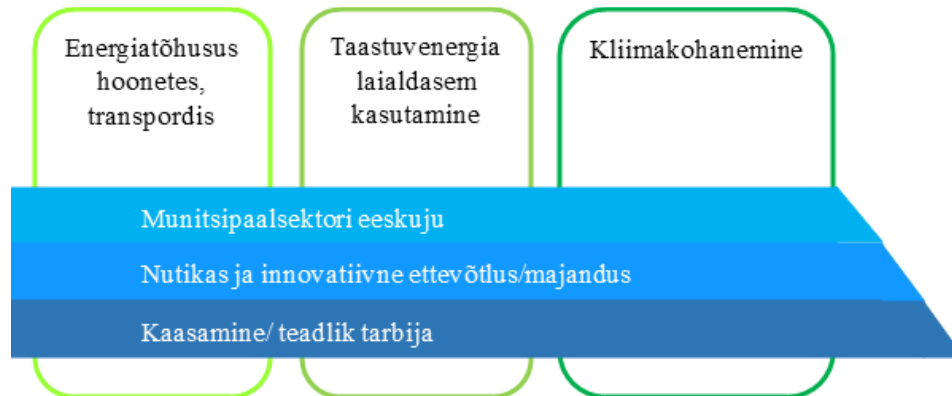 Energiatõhusus
hoonetes,
transpordis
Taastuvenergia
laialdasem
kasutamine
Kliimakohanemine
Munitsipaalsektori eeskuju
Nutikas ja innovatiivne ettevõtlus/majandus
Kaasamine/ teadlik tarbija